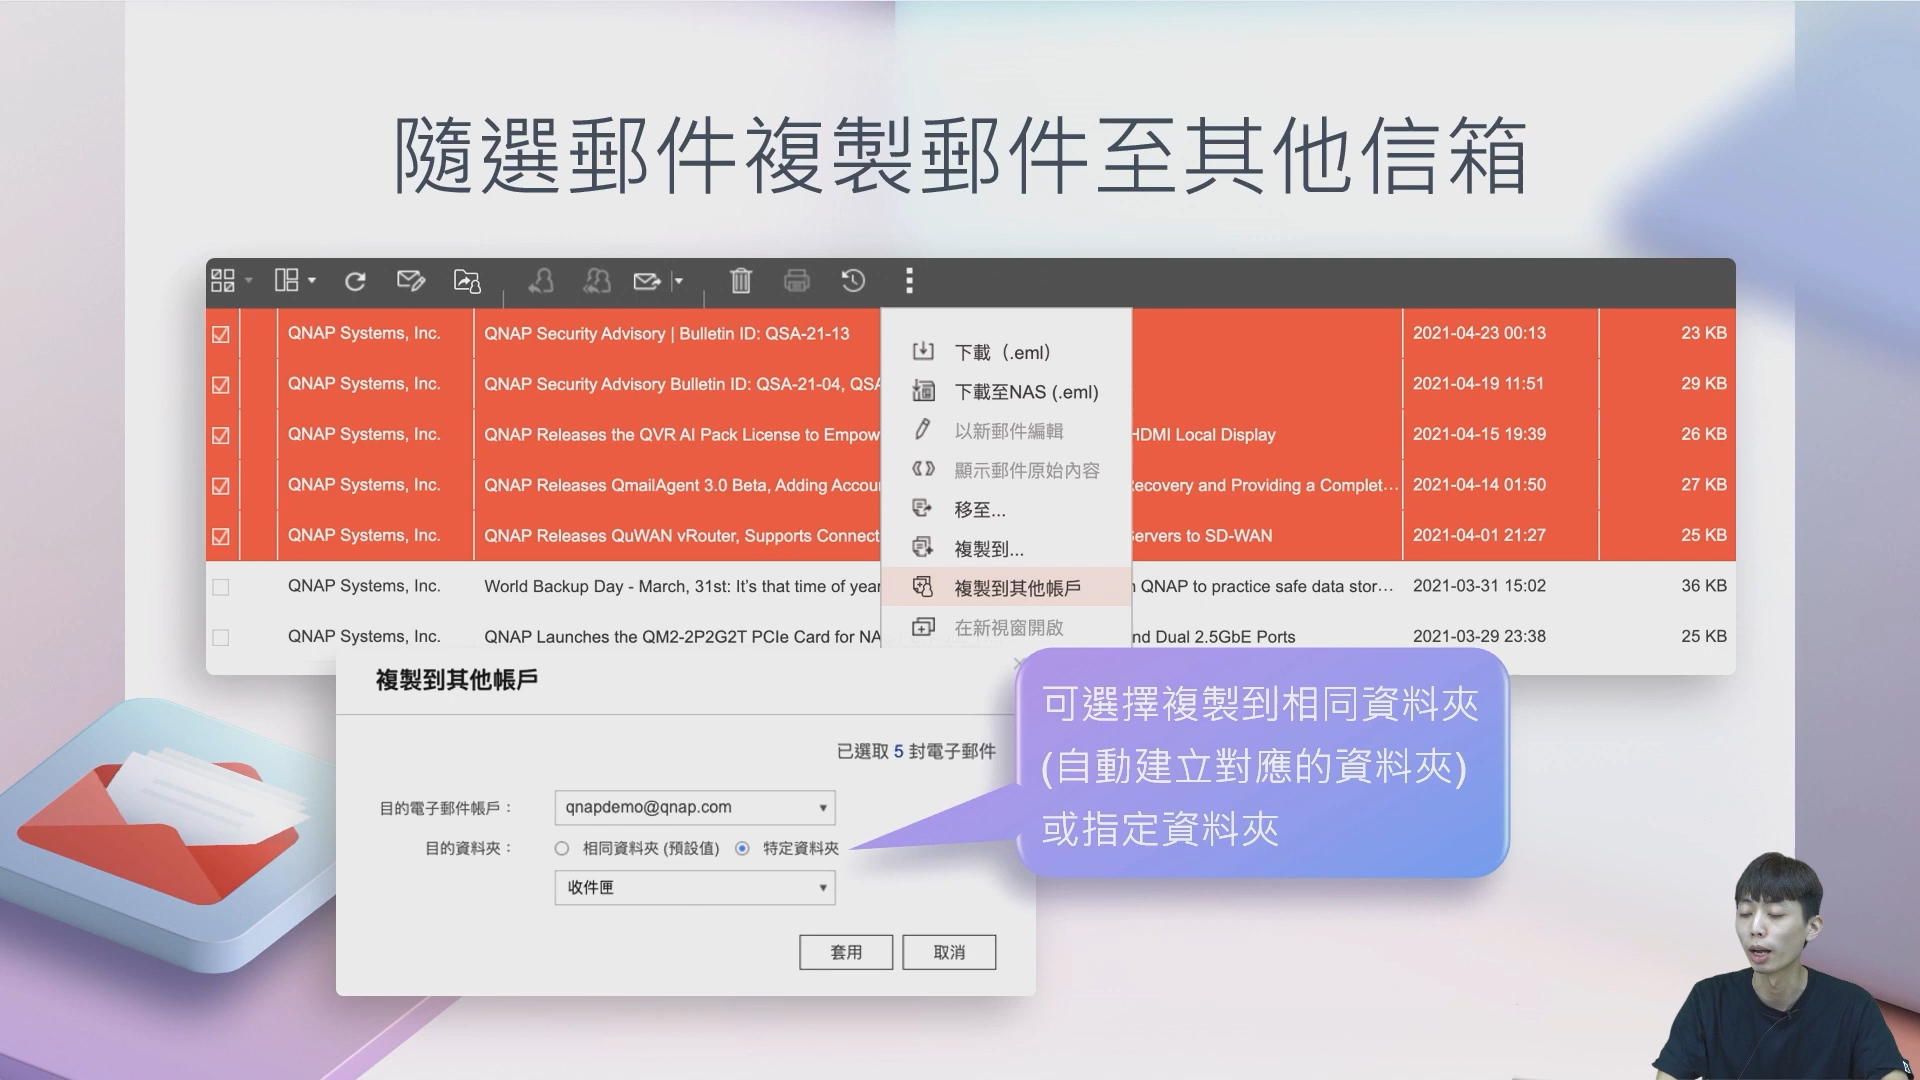 隨選郵件複製郵件至其他信箱
QNAP Systems, Inc. QNAP Security Advisory | Bulletin ID: QSA-21-13 2021-04-23 00:13 23 KB
QNAP Systems, Inc. QNAP Security Advisory Bulletin ID: QSA-21-04, QSA 2021-04-19 11:51 29 KB
QNAP Systems, Inc. QNAP Releases the QVR AI Pack License to Empow HDMI Local Display 2021-04-15 19:39 26 KB
QNAP Systems, Inc. QNAP Releases QmailAgent 3.0 Beta, Adding Accou ecovery and Providing a Complet... 2021-04-14 01:50 27 KB
QNAP Systems, Inc. QNAP Releases QuWAN vRouter, Supports Connect ervers to SD-WAN 2021-04-01 21:27 25 KB
QNAP Systems, Inc. World Backup Day - March, 31st: It's that time of year QNAP to practice safe data stor... 2021-03-31 15:02 36 KB
QNAP Systems, Inc. QNAP Launches the QM2-2P2G2T PCIe Card for NA nd Dual 2.5GbE Ports 2021-03-29 23:38 25 KB
下載（.eml）
下載至NAS (.eml)
以新郵件編輯
顯示郵件原始內容
移至...
複製到...
複製到其他帳戶
在新視窗開啟
複製到其他帳戶
已選取 5 封電子郵件
目的電子郵件帳戶： qnapdemo@qnap.com
目的資料夾： 相同資料夾 (預設值) 特定資料夾
收件匣
套用 取消
可選擇複製到相同資料夾
(自動建立對應的資料夾)
或指定資料夾